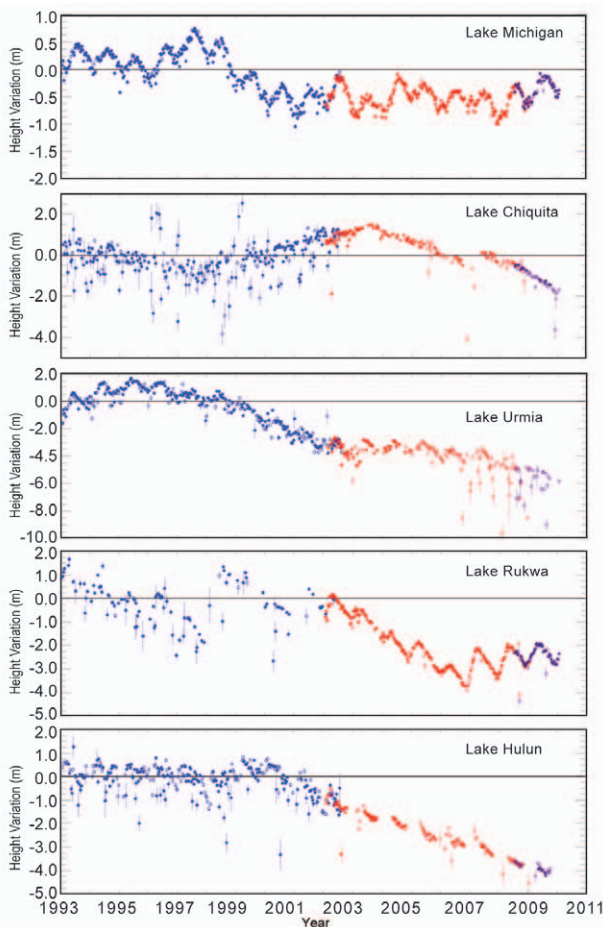 Lake Michigan
Height Variation (m)
1.0
0.5
0.0
-0.5
-1.0
-2.0
Lake Chiquita
Height Variation (m)
2.0
0.0
-2.0
-4.0
Lake Urmia
Height Variation (m)
2.0
0.0
-2.0
-4.5
-6.0
-8.0
-10.0
Lake Rukwa
Height Variation (m)
2.0
1.0
0.0
-1.0
-2.0
-3.0
-4.0
-5.0
Lake Hulun
Height Variation (m)
2.0
1.0
0.0
-1.0
-2.0
-3.0
-4.0
-5.0
1993 1995 1997 1999 2001 2003 2005 2007 2009 2011
Year